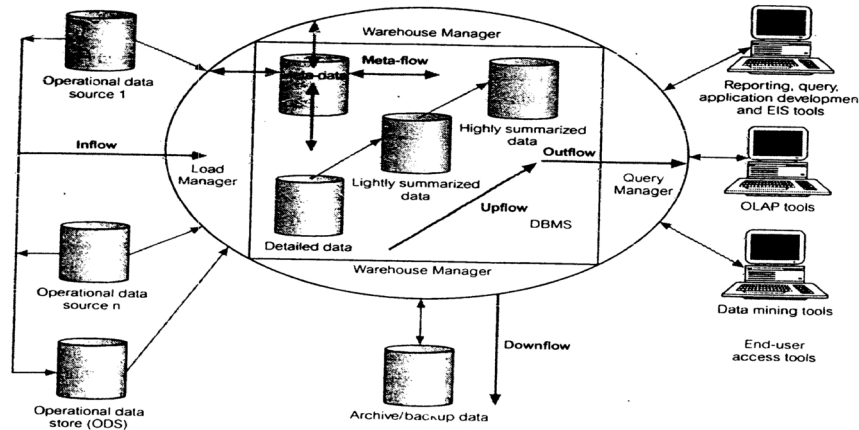 Warehouse Manager
Operational data
source 1
Meta-data
Meta-flow
Reporting, query,
application developmen
and EIS tools
Highly summarized
data
Inflow
Load
Manager
Lightly summarized
data
Outflow
Query
Manager
OLAP tools
Upflow
DBMS
Detailed data
Warehouse Manager
Operational data
source n
Data mining tools
Downflow
End-user
access tools
Operational data
store (ODS)
Archive/backup data